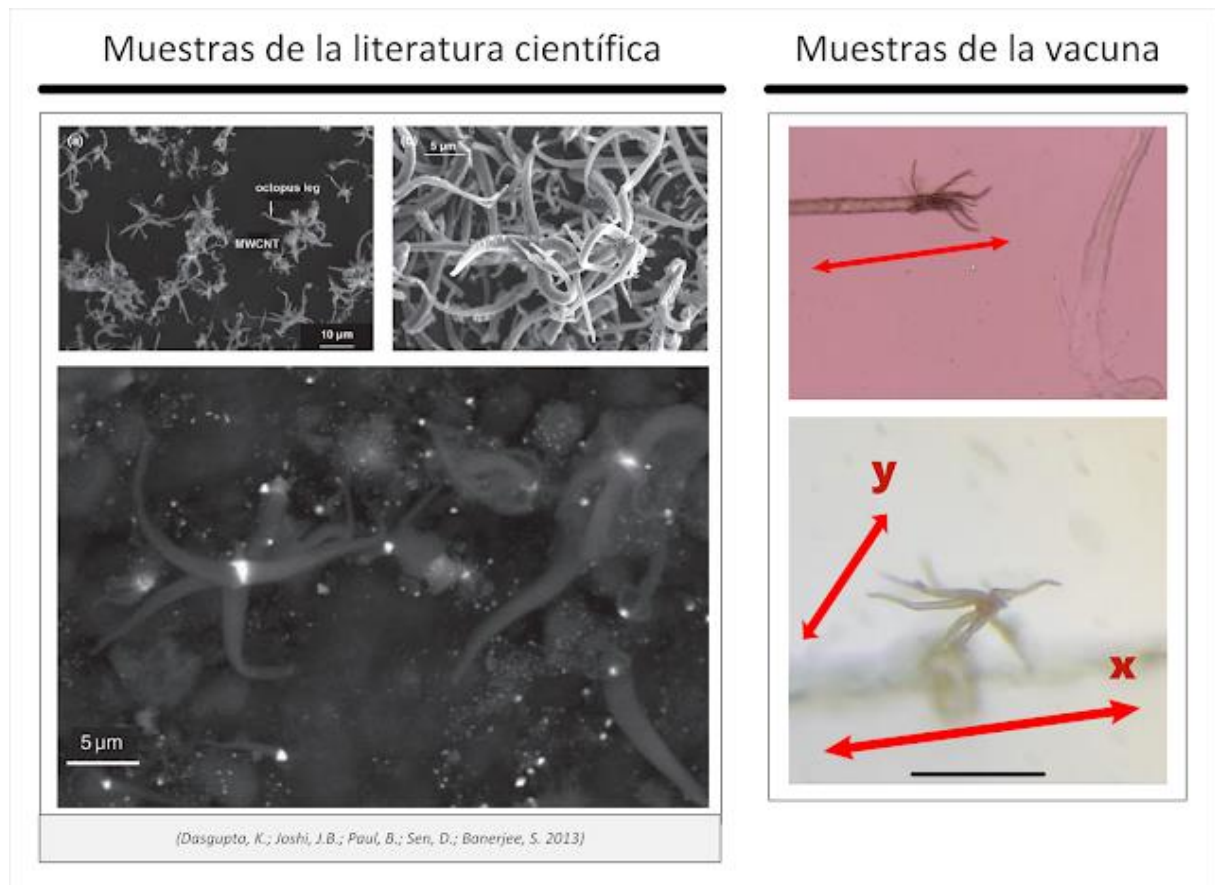 Muestras de la literatura científica
Muestras de la vacuna
(a)
octopus leg
MWCNT
10 µm
5 µm
5 µm
y
x
(Dasgupta, K.; Joshi, J.B.; Paul, B.; Sen, D.; Banerjee, S. 2013)